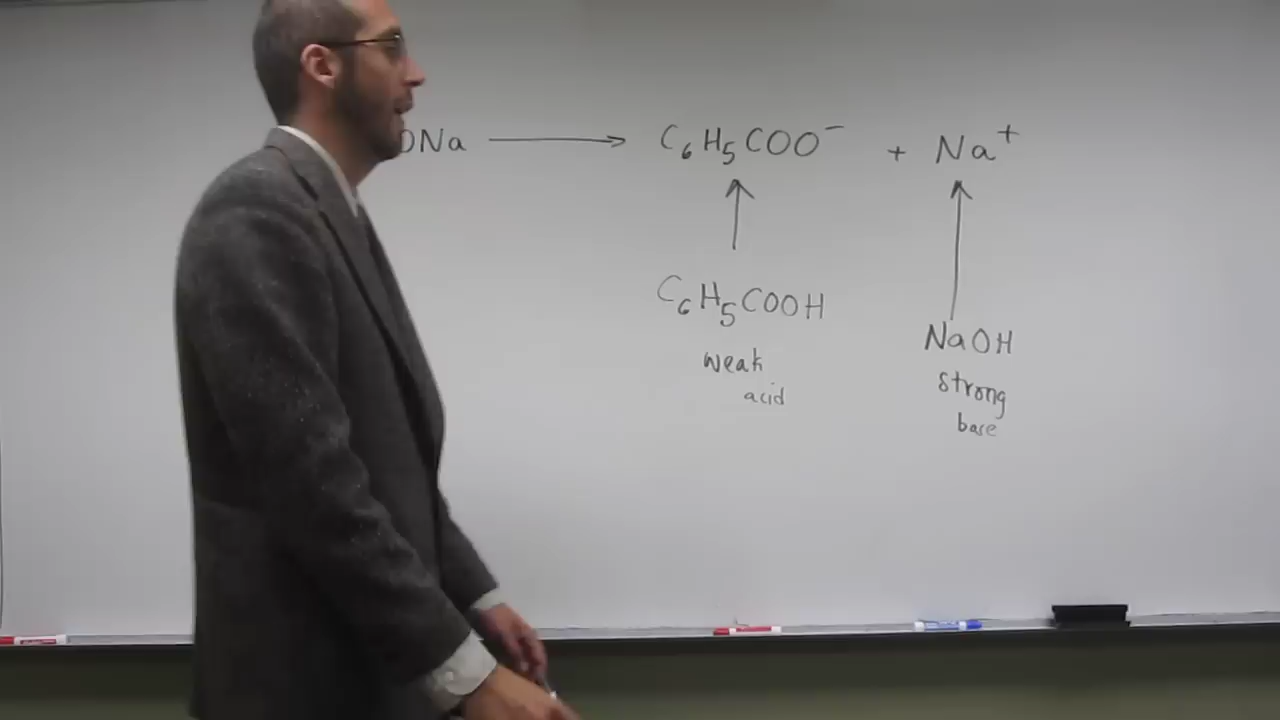 ONa ⟶ C₆H₅COO⁻ + Na⁺
C₆H₅COOH
NaOH
weak
acid
strong
base